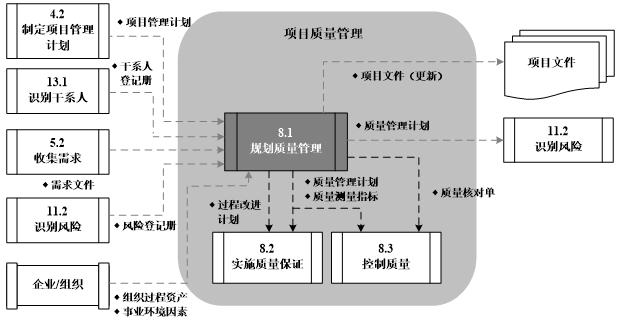 4.2
制定项目管理
计划
◆ 项目管理计划
13.1
识别干系人
◆ 干系人
登记册
5.2
收集需求
◆ 需求文件
11.2
识别风险
◆ 风险登记册
企业/组织
◆ 组织过程资产
◆ 事业环境因素
项目质量管理
8.1
规划质量管理
◆ 项目文件（更新）
项目文件
◆ 质量管理计划
11.2
识别风险
◆ 过程改进
计划
◆ 质量管理计划
◆ 质量测量指标
◆ 质量核对单
8.2
实施质量保证
8.3
控制质量